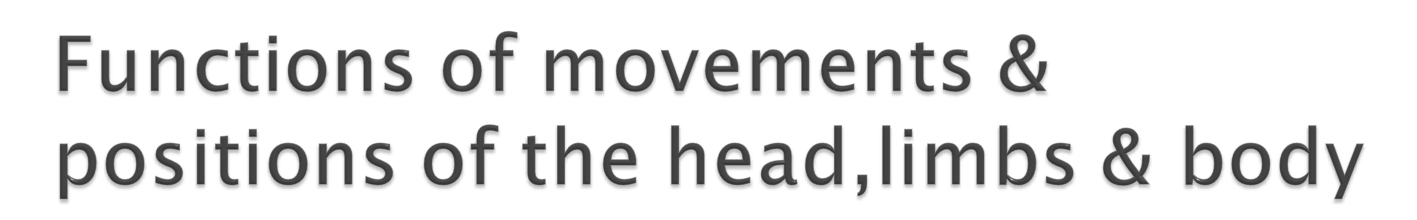 Functions of movements &
positions of the head,limbs & body